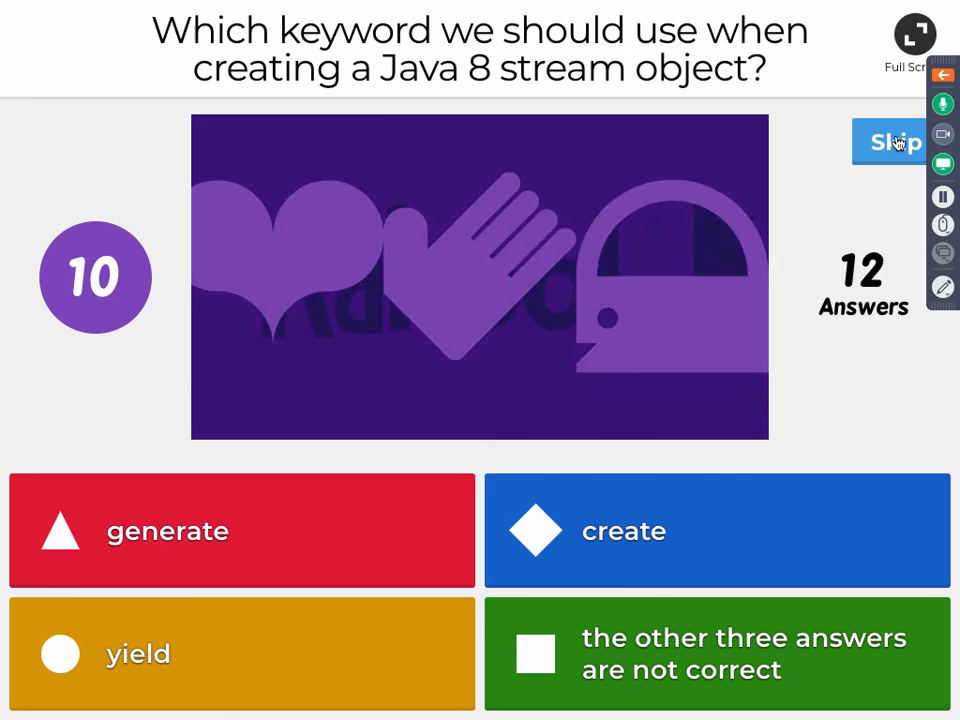 Which keyword we should use when
creating a Java 8 stream object?
Full Scr
Skip
10
12
Answers
generate
create
yield
the other three answers
are not correct